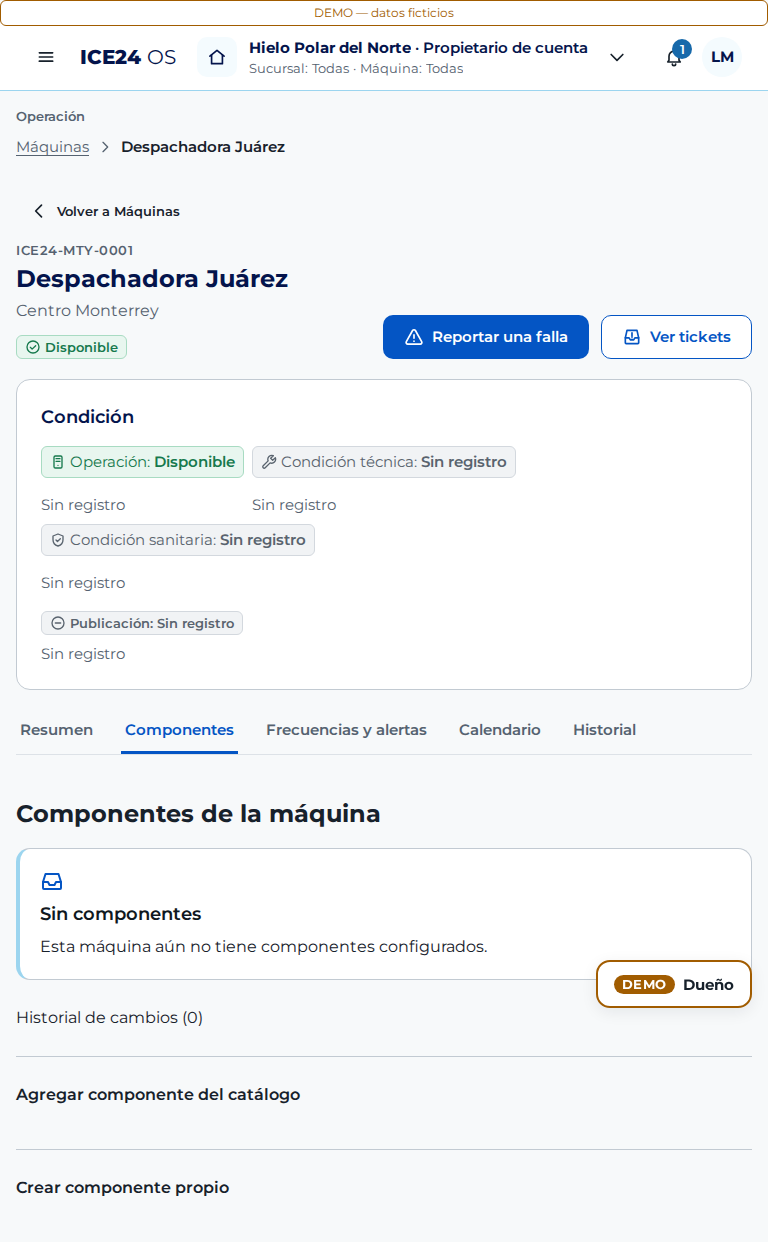 DEMO — datos ficticios
ICE24 OS
Hielo Polar del Norte · Propietario de cuenta
Sucursal: Todas · Máquina: Todas
1
LM
Operación
Máquinas > Despachadora Juárez
Volver a Máquinas
ICE24-MTY-0001
Despachadora Juárez
Centro Monterrey
Disponible
Reportar una falla
Ver tickets
Condición
Operación: Disponible
Condición técnica: Sin registro
Sin registro
Sin registro
Condición sanitaria: Sin registro
Sin registro
Publicación: Sin registro
Sin registro
Resumen Componentes Frecuencias y alertas Calendario Historial
Componentes de la máquina
Sin componentes
Esta máquina aún no tiene componentes configurados.
DEMO Dueño
Historial de cambios (0)
Agregar componente del catálogo
Crear componente propio